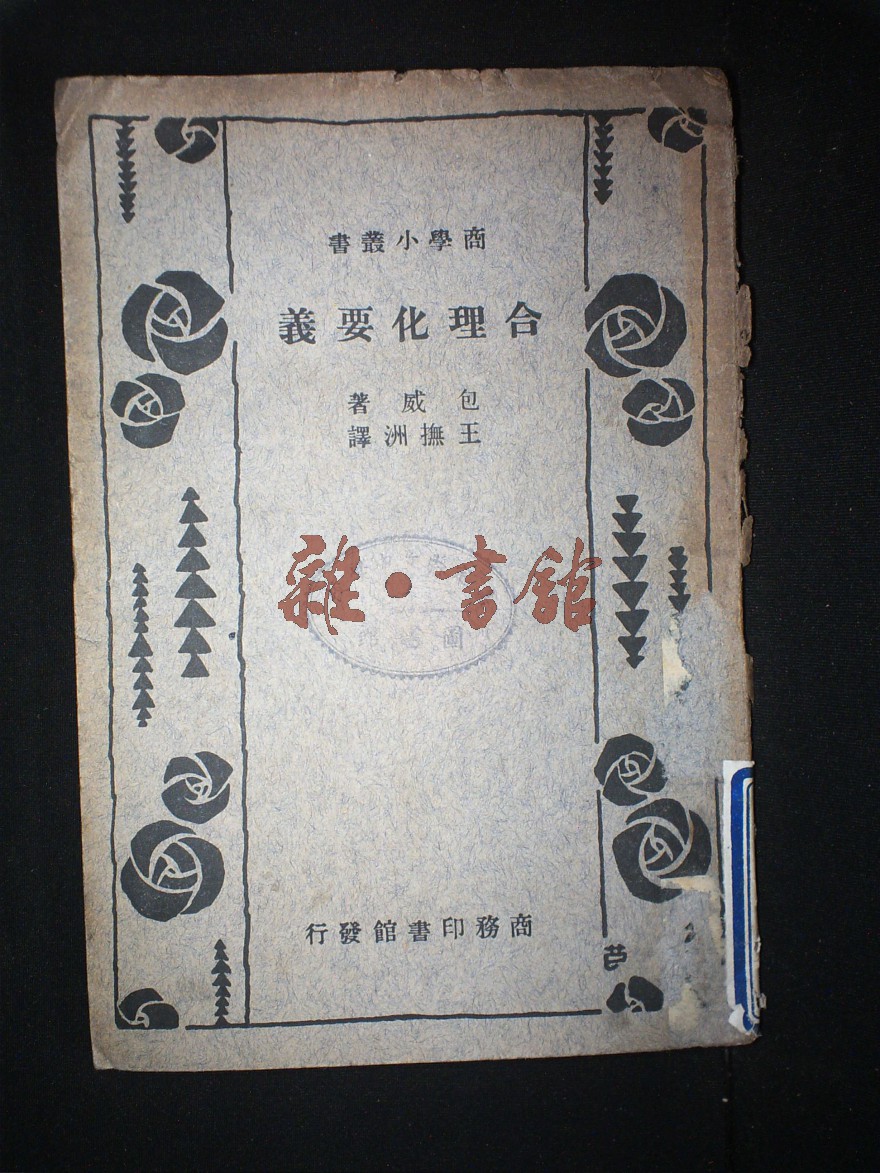 商學小叢書
合理化要義
包威著
王撫洲譯
雜·書館
商務印書館發行